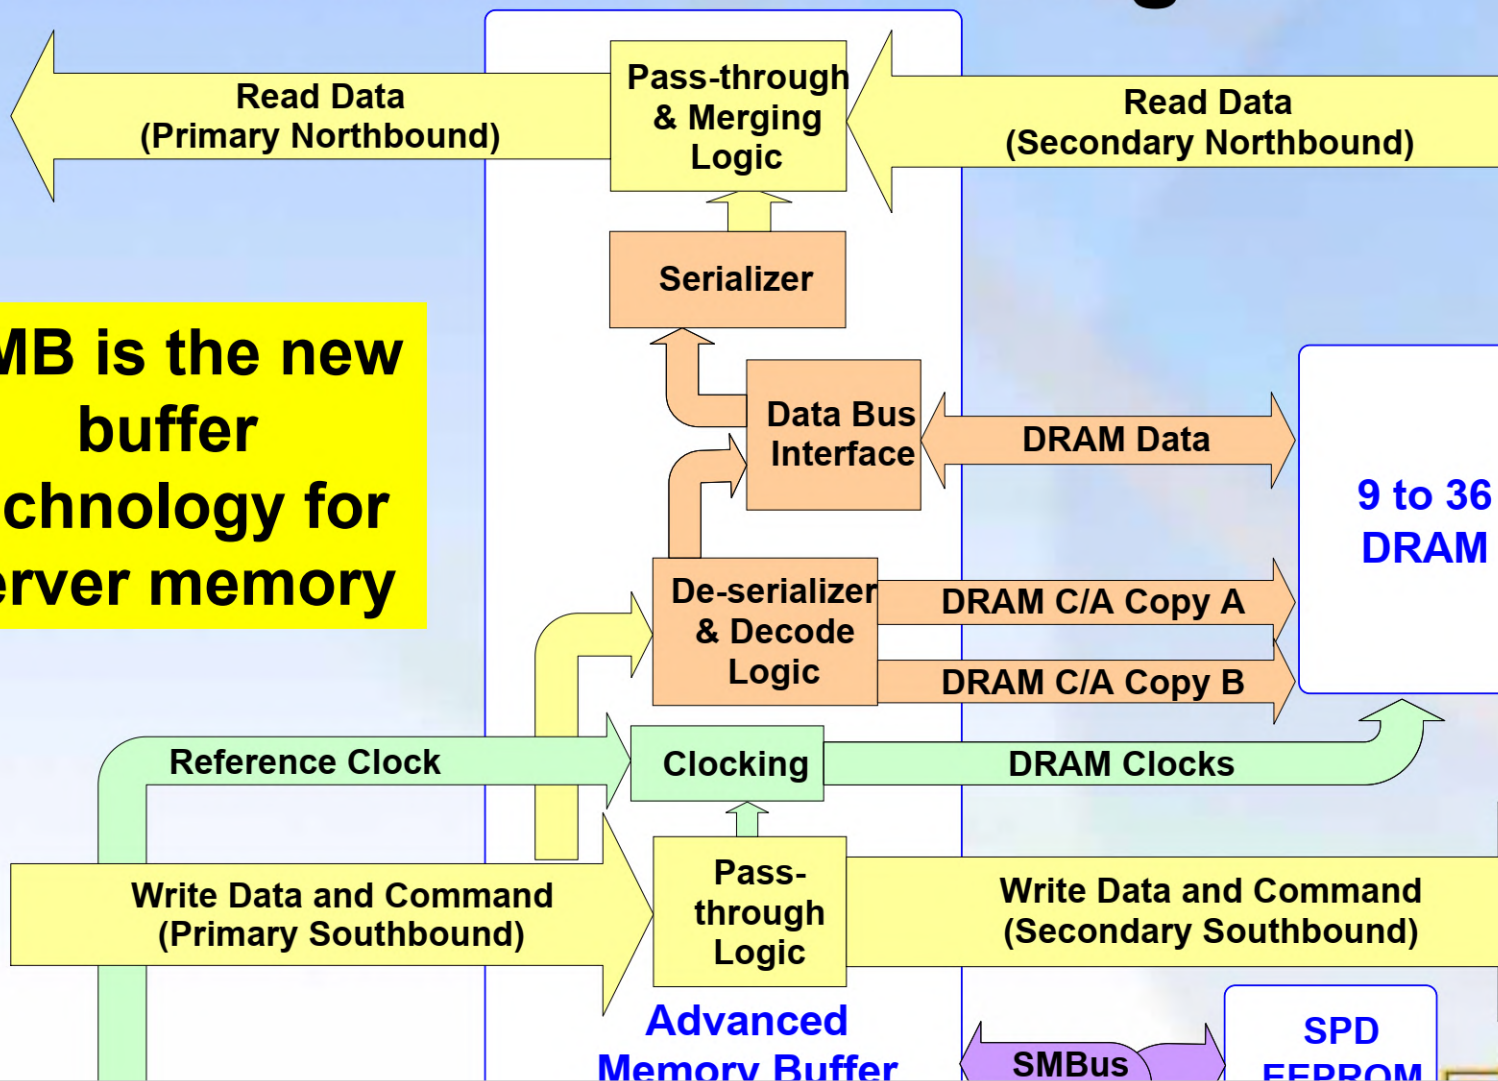 Read Data
(Primary Northbound)
Pass-through
& Merging
Logic
Read Data
(Secondary Northbound)
Serializer
MB is the new
buffer
chnology for
erver memory
Data Bus
Interface
DRAM Data
9 to 36
DRAM
De-serializer
& Decode
Logic
DRAM C/A Copy A
DRAM C/A Copy B
Reference Clock
Clocking
DRAM Clocks
Write Data and Command
(Primary Southbound)
Pass-
through
Logic
Write Data and Command
(Secondary Southbound)
Advanced
Memory Buffer
SMBus
SPD
EEPROM